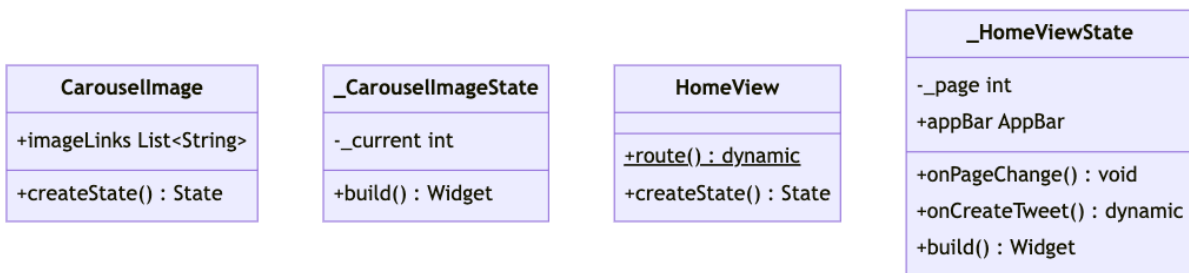 CarouselImage
+imageLinks List<String>
+createState() : State
_CarouselImageState
-_current int
+build() : Widget
HomeView
+route() : dynamic
+createState() : State
_HomeViewState
-_page int
+appBar AppBar
+onPageChange() : void
+onCreateTweet() : dynamic
+build() : Widget